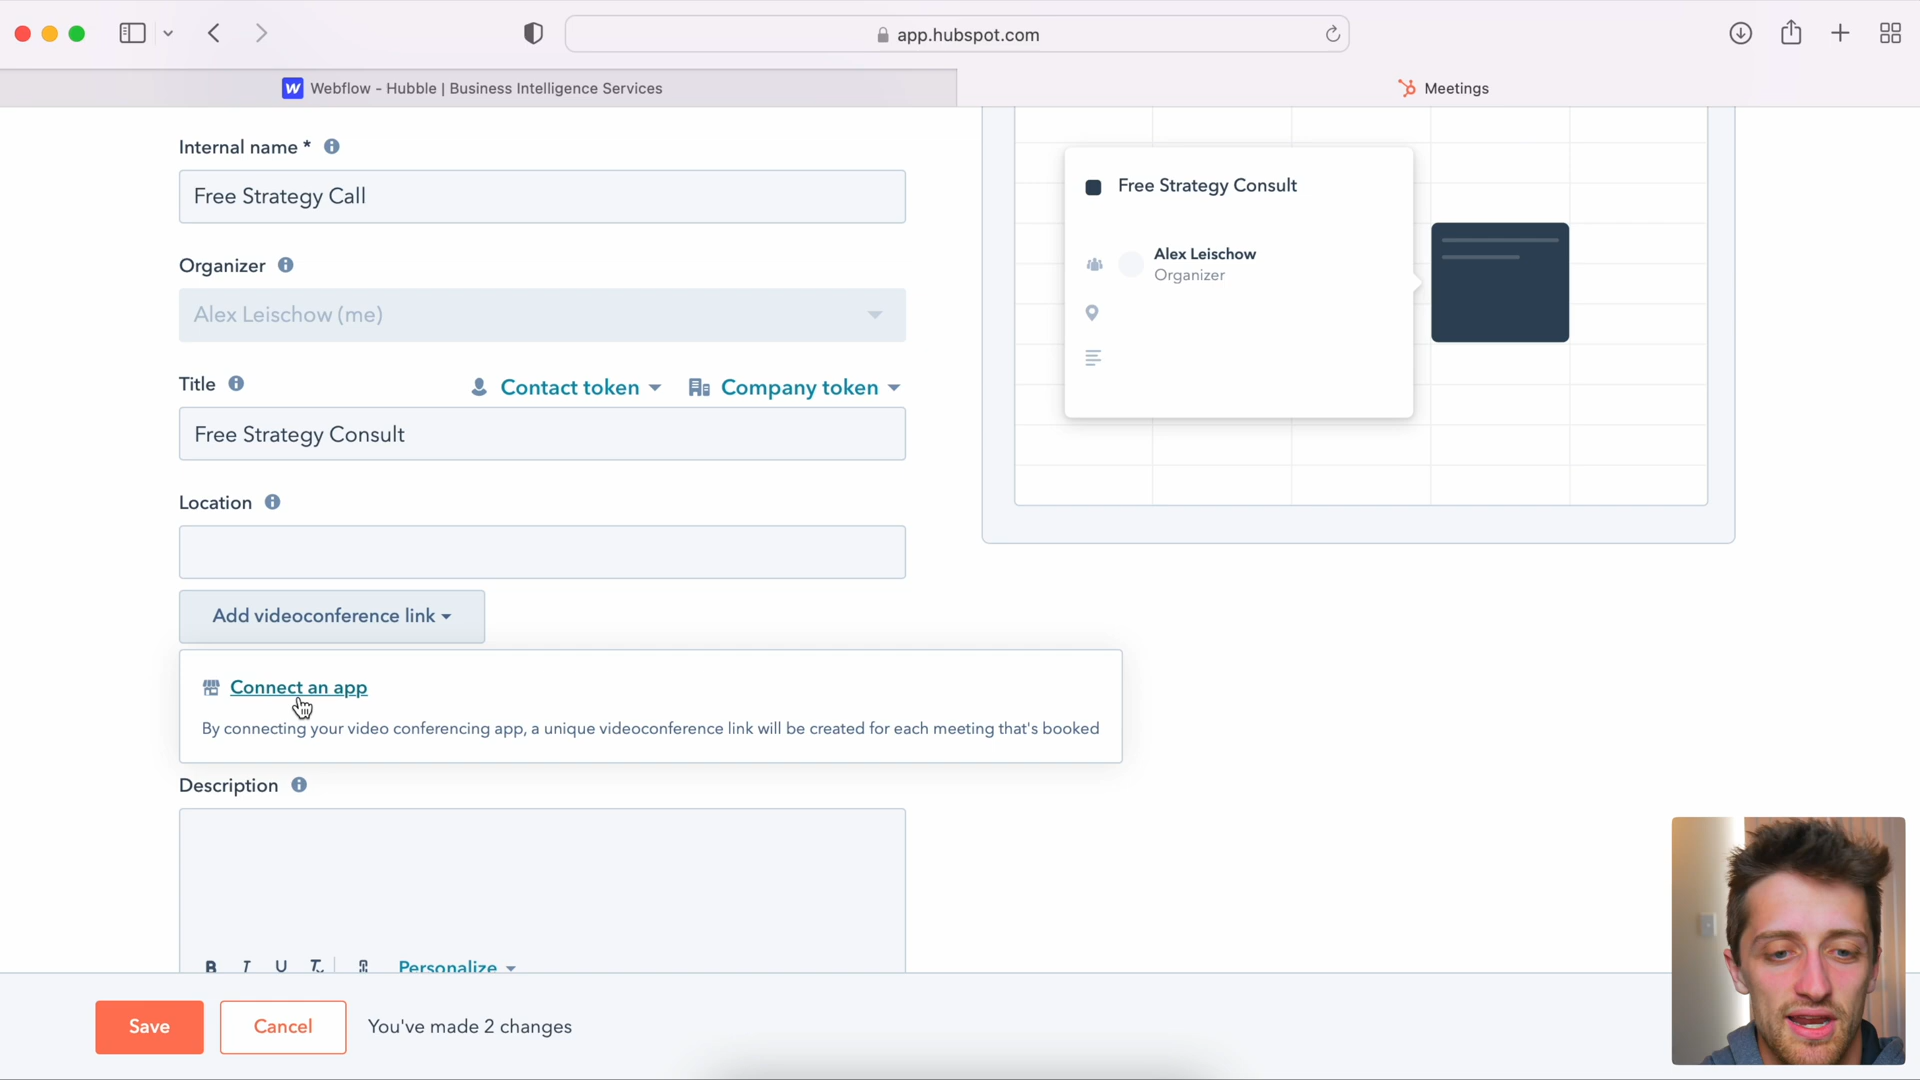 app.hubspot.com
W Webflow - Hubble | Business Intelligence Services
Meetings
Internal name *
Free Strategy Call
Organizer
Alex Leischow (me)
Title
Contact token
Company token
Free Strategy Consult
Location
Add videoconference link
Connect an app
By connecting your video conferencing app, a unique videoconference link will be created for each meeting that's booked
Description
B I U T
Personalize
Save
Cancel
You've made 2 changes
Free Strategy Consult
Alex Leischow
Organizer